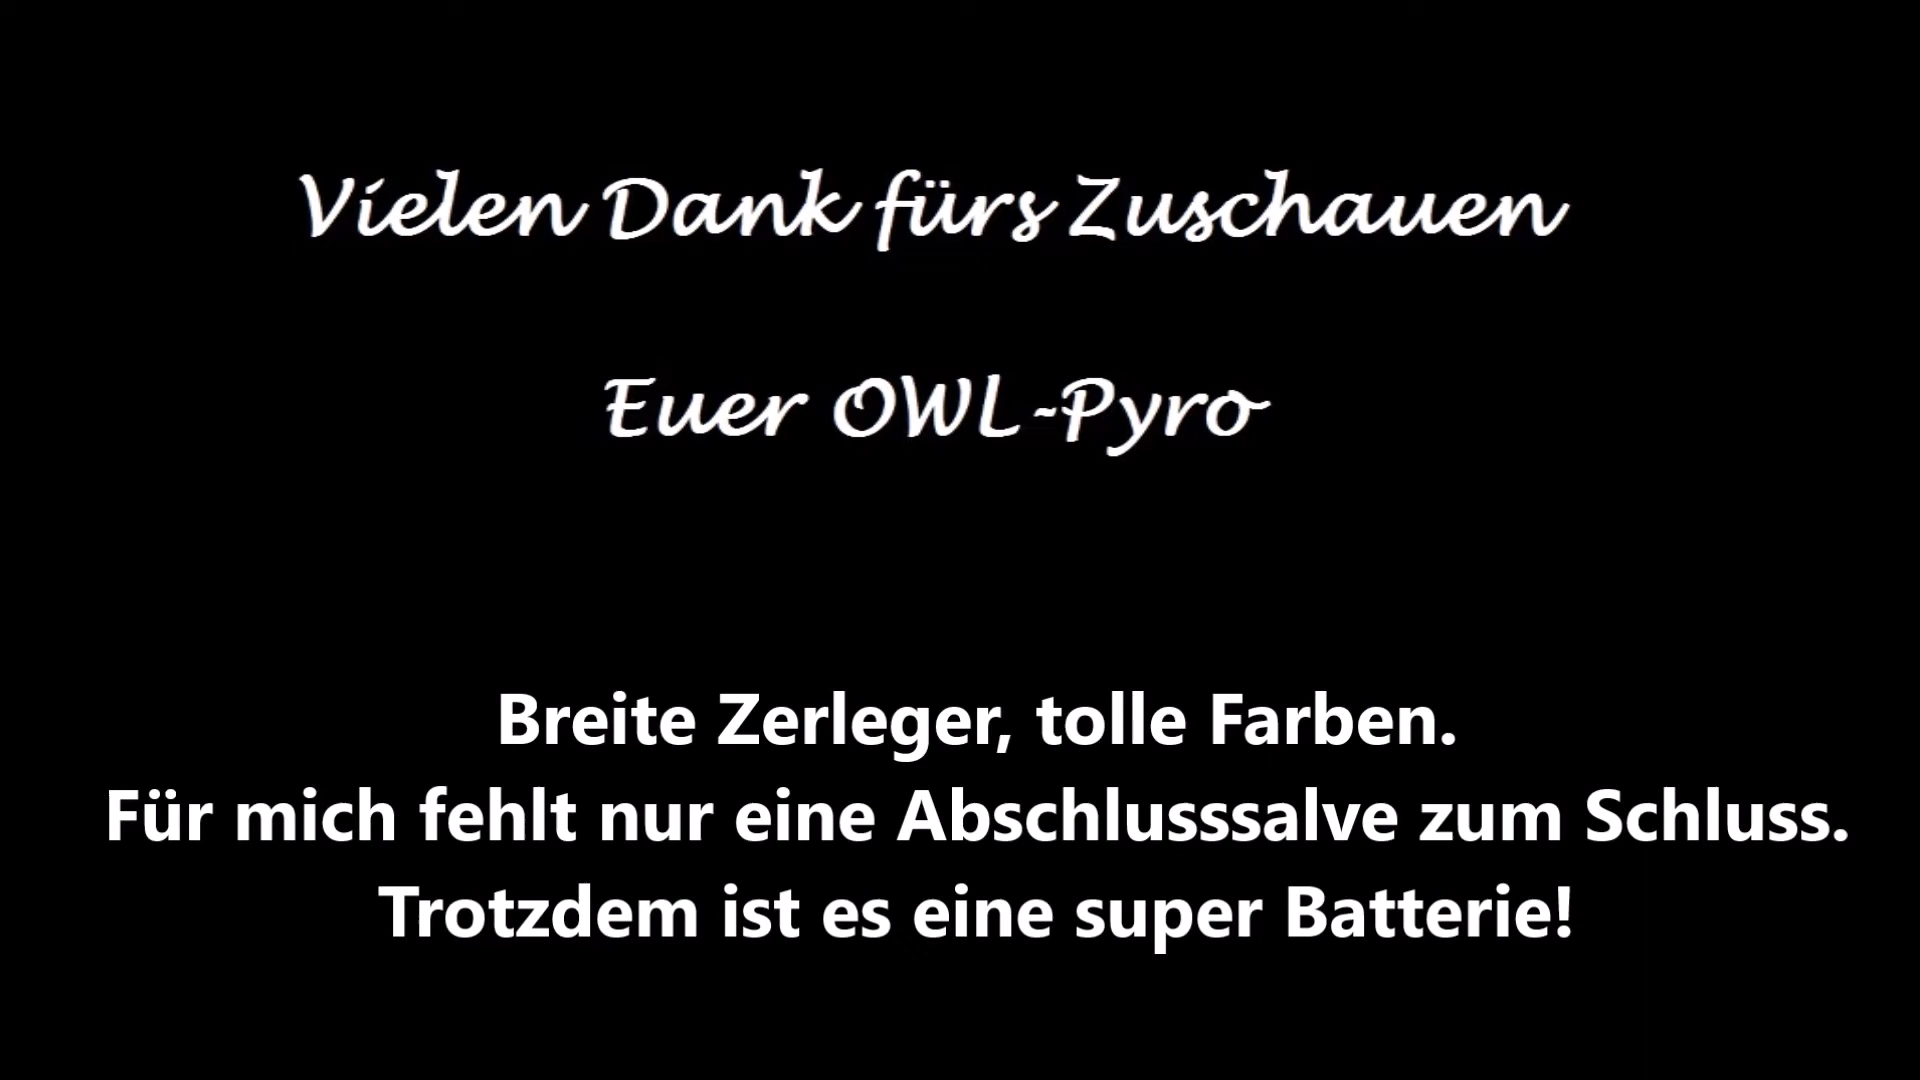 Vielen Dank fürs Zuschauen
Euer OWL-Pyro
Breite Zerleger, tolle Farben.
Für mich fehlt nur eine Abschlusssalve zum Schluss.
Trotzdem ist es eine super Batterie!